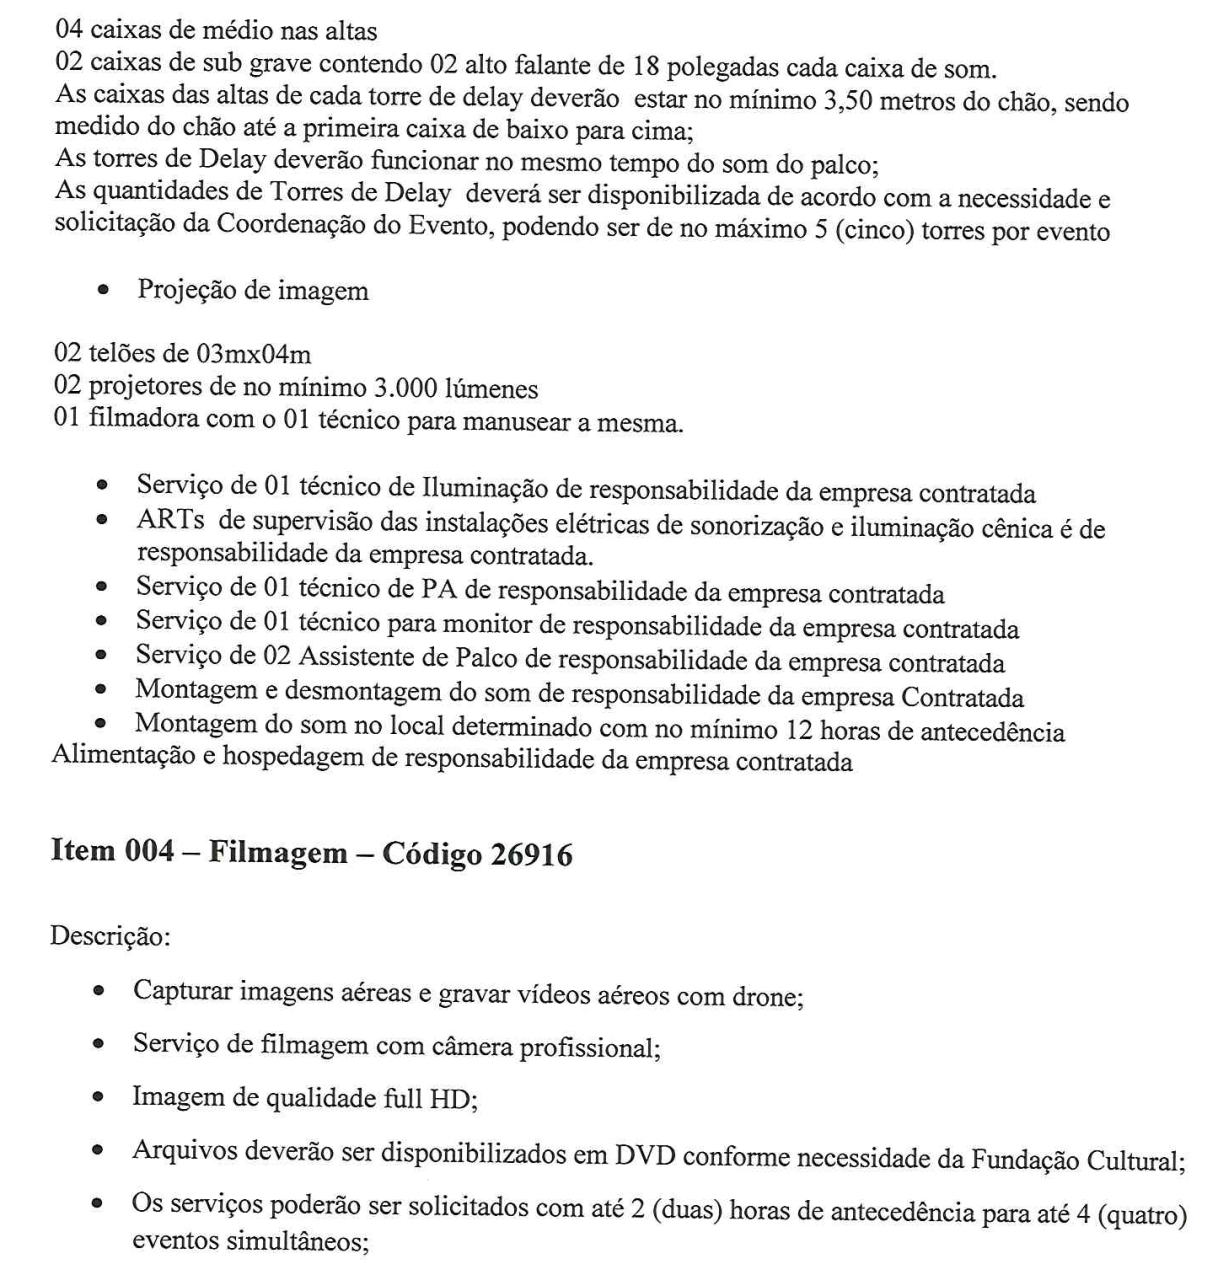 04 caixas de médio nas altas
02 caixas de sub grave contendo 02 alto falante de 18 polegadas cada caixa de som.
As caixas das altas de cada torre de delay deverão  estar no mínimo 3,50 metros do chão, sendo
medido do chão até a primeira caixa de baixo para cima;
As torres de Delay deverão funcionar no mesmo tempo do som do palco;
As quantidades de Torres de Delay  deverá ser disponibilizada de acordo com a necessidade e
solicitação da Coordenação do Evento, podendo ser de no máximo 5 (cinco) torres por evento
• Projeção de imagem
02 telões de 03mx04m
02 projetores de no mínimo 3.000 lúmenes
01 filmadora com o 01 técnico para manusear a mesma.
• Serviço de 01 técnico de Iluminação de responsabilidade da empresa contratada
• ARTs  de supervisão das instalações elétricas de sonorização e iluminação cênica é de
responsabilidade da empresa contratada.
• Serviço de 01 técnico de PA de responsabilidade da empresa contratada
• Serviço de 01 técnico para monitor de responsabilidade da empresa contratada
• Serviço de 02 Assistente de Palco de responsabilidade da empresa contratada
• Montagem e desmontagem do som de responsabilidade da empresa Contratada
• Montagem do som no local determinado com no mínimo 12 horas de antecedência
Alimentação e hospedagem de responsabilidade da empresa contratada
Item 004 – Filmagem – Código 26916
Descrição:
• Capturar imagens aéreas e gravar vídeos aéreos com drone;
• Serviço de filmagem com câmera profissional;
• Imagem de qualidade full HD;
• Arquivos deverão ser disponibilizados em DVD conforme necessidade da Fundação Cultural;
• Os serviços poderão ser solicitados com até 2 (duas) horas de antecedência para até 4 (quatro)
eventos simultâneos;